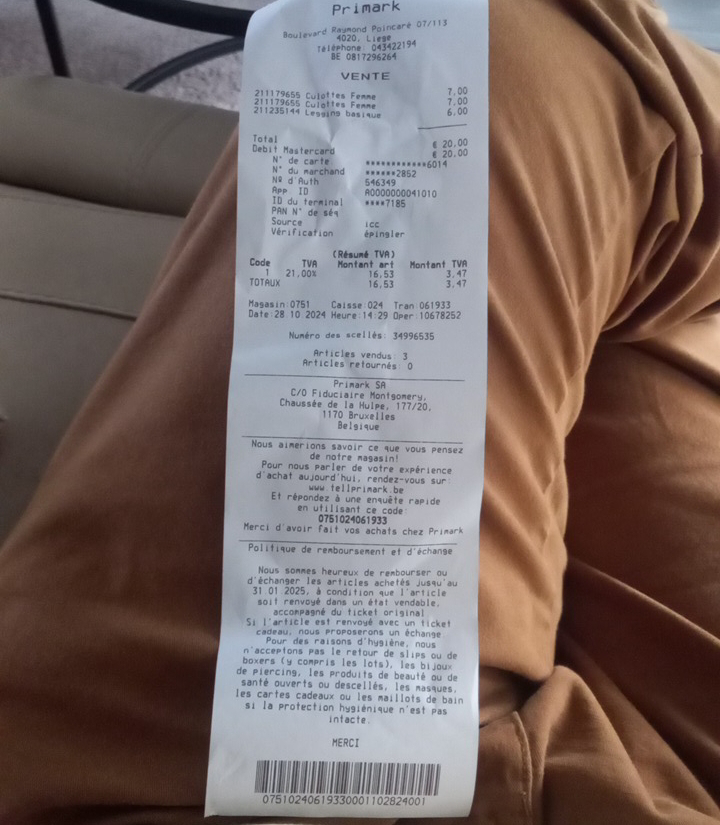 Primark
Boulevard Raymond Poincaré 07/113
4020, Liege
Téléphone: 043422194
BE 0817296264
VENTE
211179655 Culottes Femme 7,00
211179655 Culottes Femme 7,00
211235144 Legging basique 6,00
Total € 20,00
Debit Mastercard € 20,00
N° de carte ************6014
N° du marchand ******2852
Nº d'Auth 546349
App. ID A0000000041010
ID du terminal ****7185
PAN N° de séq
Source icc
Vérification épingler
(Résumé TVA)
Code TVA Montant art Montant TVA
1 21,00% 16,53 3,47
TOTAUX 16,53 3,47
Magasin:0751 Caisse:024 Tran:061933
Date:28.10.2024 Heure:14:29 Oper:10678252
Numéro des scellés: 34996535
Articles vendus: 3
Articles retournés 0
Primark SA
C/O Fiduciaire Montgomery,
Chaussée de la Hulpe, 177/20,
1170 Bruxelles
Belgique
Nous aimerions savoir ce que vous pensez
de notre magasin!
Pour nous parler de votre expérience
d'achat aujourd'hui, rendez-vous sur:
www.tellprimark.be
Et répondez à une enquête rapide
en utilisant ce code:
0751024061933
Merci d'avoir fait vos achats chez Primark
Politique de remboursement et d'échange
Nous sommes heureux de rembourser ou
d'échanger les articles achetés jusqu'au
31.01.2025, à condition que l'article
soit renvoyé dans un état vendable,
accompagné du ticket original
Si l'article est renvoyé avec un ticket
cadeau, nous proposerons un échange
Pour des raisons d'hygiène, nous
n'acceptons pas le retour de slips ou de
boxers (y compris les lots), les bijoux
de piercing, les produits de beauté ou de
santé ouverts ou descellés, les masques,
les cartes cadeaux ou les maillots de bain
si la protection hygiénique n'est pas
intacte.
MERCI
07510240619330001102824001